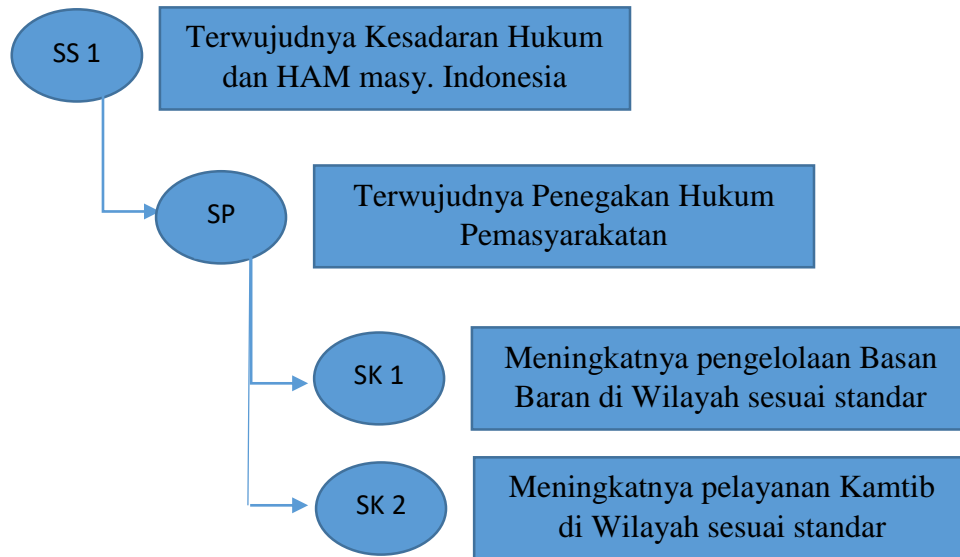 SS 1
Terwujudnya Kesadaran Hukum
dan HAM masy. Indonesia
SP
Terwujudnya Penegakan Hukum
Pemasyarakatan
SK 1
Meningkatnya pengelolaan Basan
Baran di Wilayah sesuai standar
SK 2
Meningkatnya pelayanan Kamtib
di Wilayah sesuai standar